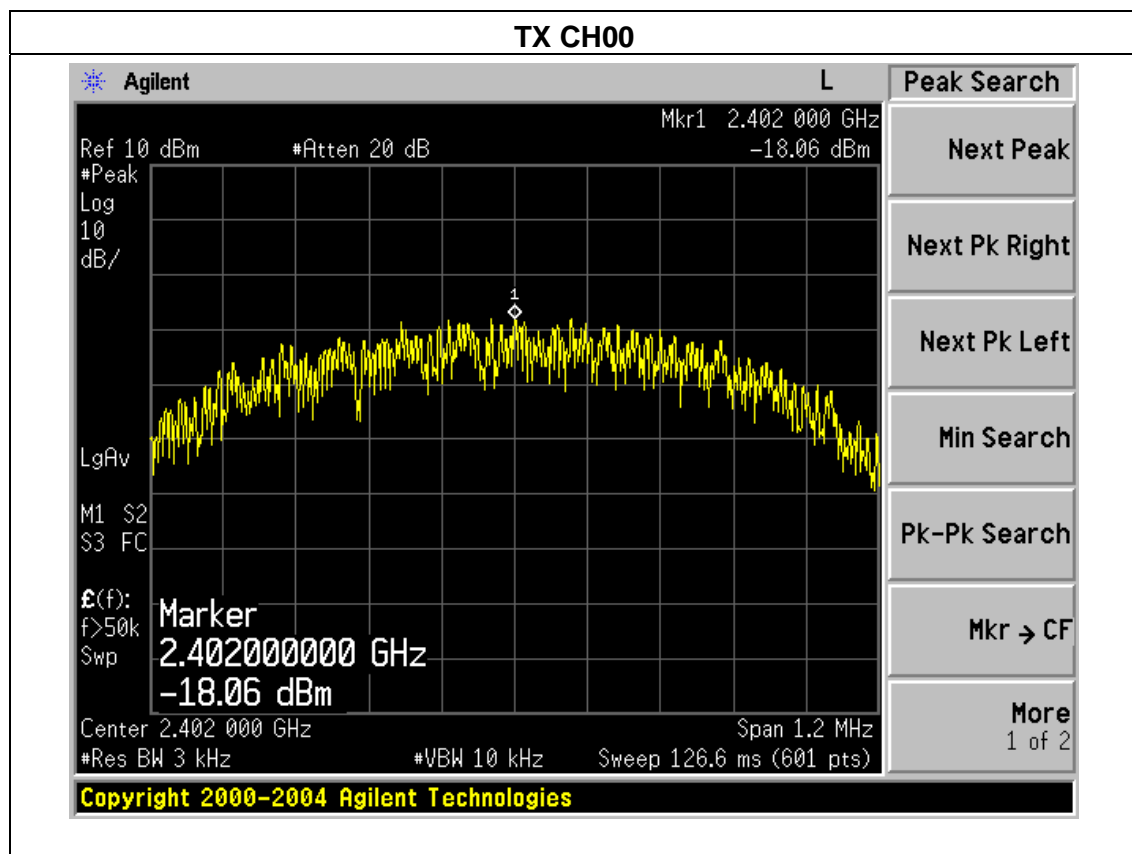 TX CH00
Agilent L Peak Search
Mkr1 2.402 000 GHz
Ref 10 dBm #Atten 20 dB -18.06 dBm
#Peak
Log
10
dB/
1
LgAv
M1 S2
S3 FC
£(f):
f>50k
Swp
Marker
2.402000000 GHz
-18.06 dBm
Center 2.402 000 GHz Span 1.2 MHz
#Res BW 3 kHz #VBW 10 kHz Sweep 126.6 ms (601 pts)
Next Peak
Next Pk Right
Next Pk Left
Min Search
Pk-Pk Search
Mkr → CF
More
1 of 2
Copyright 2000-2004 Agilent Technologies